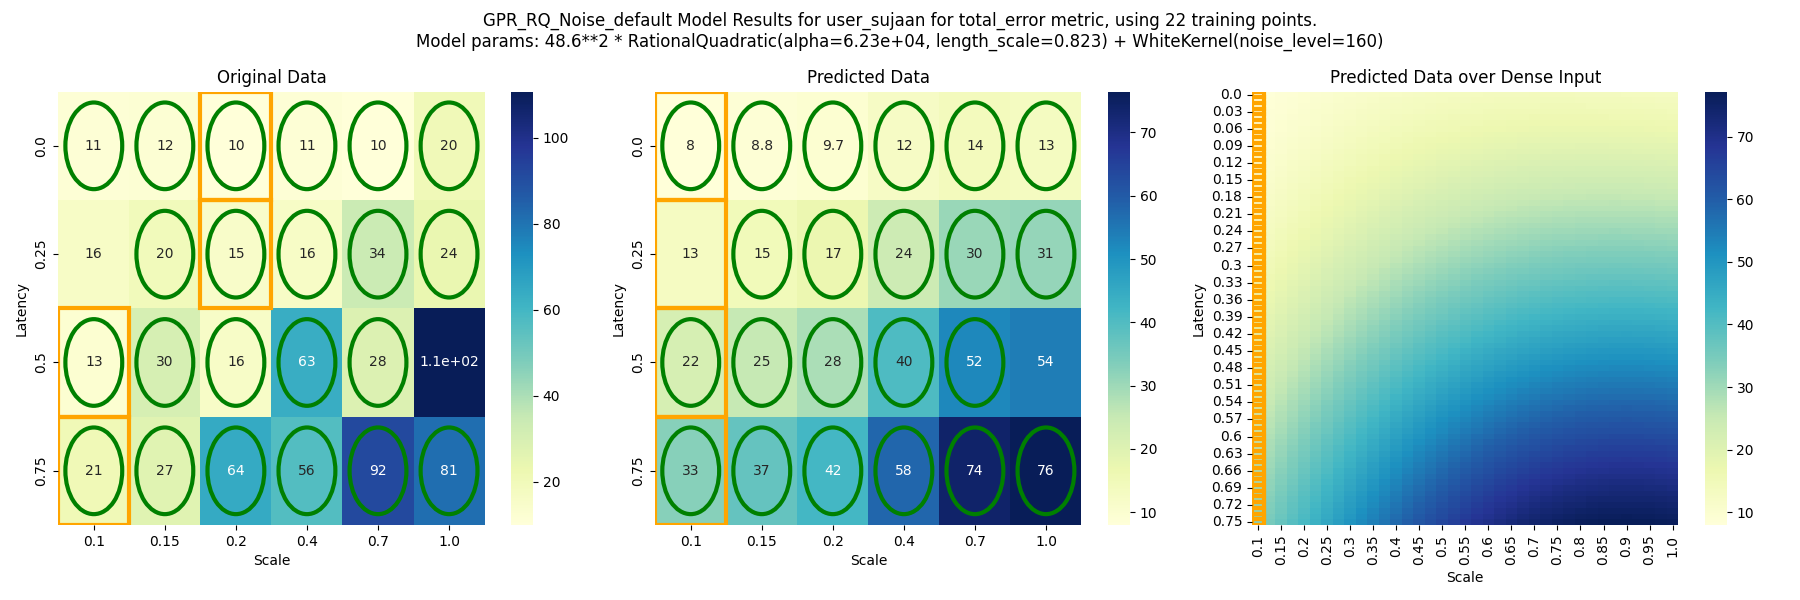 GPR_RQ_Noise_default Model Results for user_sujaan for total_error metric, using 22 training points.
Model params: 48.6**2 * RationalQuadratic(alpha=6.23e+04, length_scale=0.823) + WhiteKernel(noise_level=160)
Original Data
Latency
0.0
0.25
0.5
0.75
11 12 10 11 10 20
16 20 15 16 34 24
13 30 16 63 28 1.1e+02
21 27 64 56 92 81
0.1 0.15 0.2 0.4 0.7 1.0
Scale
100
80
60
40
20
Predicted Data
Latency
0.0
0.25
0.5
0.75
8 8.8 9.7 12 14 13
13 15 17 24 30 31
22 25 28 40 52 54
33 37 42 58 74 76
0.1 0.15 0.2 0.4 0.7 1.0
Scale
70
60
50
40
30
20
10
Predicted Data over Dense Input
Latency
0.0
0.03
0.06
0.09
0.12
0.15
0.18
0.21
0.24
0.27
0.3
0.33
0.36
0.39
0.42
0.45
0.48
0.51
0.54
0.57
0.6
0.63
0.66
0.69
0.72
0.75
0.1 0.15 0.2 0.25 0.3 0.35 0.4 0.45 0.5 0.55 0.6 0.65 0.7 0.75 0.8 0.85 0.9 0.95 1.0
Scale
70
60
50
40
30
20
10